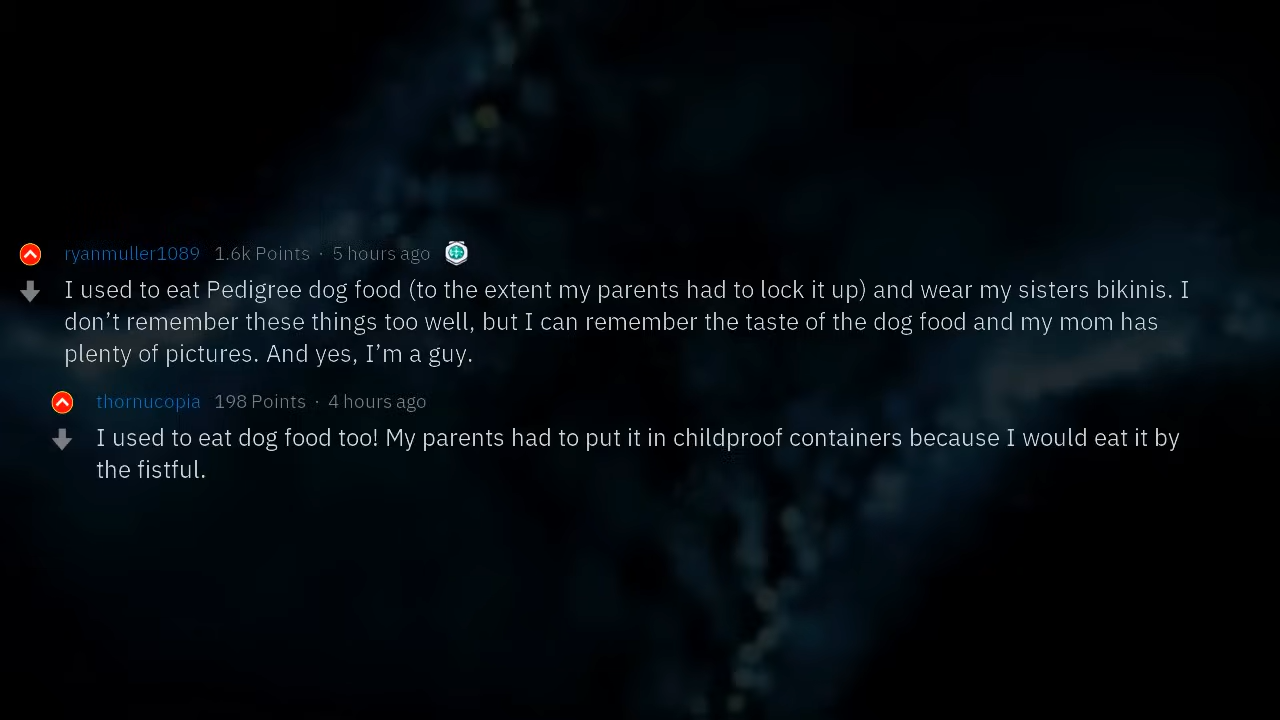 ryanmuller1089 1.6k Points · 5 hours ago
I used to eat Pedigree dog food (to the extent my parents had to lock it up) and wear my sisters bikinis. I
don’t remember these things too well, but I can remember the taste of the dog food and my mom has
plenty of pictures. And yes, I’m a guy.
thornucopia 198 Points · 4 hours ago
I used to eat dog food too! My parents had to put it in childproof containers because I would eat it by
the fistful.